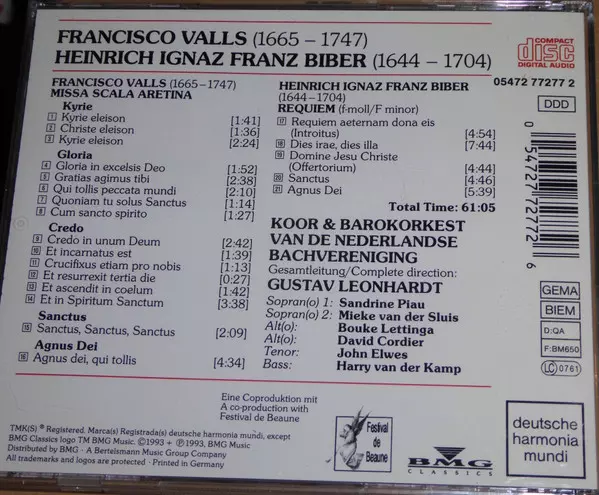 FRANCISCO VALLS (1665 – 1747)
HEINRICH IGNAZ FRANZ BIBER (1644 – 1704)
COMPACT
disc
DIGITAL AUDIO
05472 77277 2
DDD
0 54727 72772 6
FRANCISCO VALLS (1665–1747)
MISSA SCALA ARETINA
Kyrie
1 Kyrie eleison [1:41]
2 Christe eleison [1:36]
3 Kyrie eleison [2:24]
Gloria
4 Gloria in excelsis Deo [1:52]
5 Gratias agimus tibi [2:38]
6 Qui tollis peccata mundi [2:10]
7 Quoniam tu solus Sanctus [1:14]
8 Cum sancto spirito [1:27]
Credo
9 Credo in unum Deum [2:42]
10 Et incarnatus est [1:39]
11 Crucifixus etiam pro nobis [1:13]
12 Et resurrexit tertia die [0:27]
13 Et ascendit in coelum [1:42]
14 Et in Spiritum Sanctum [3:38]
Sanctus
15 Sanctus, Sanctus, Sanctus [2:09]
Agnus Dei
16 Agnus dei, qui tollis [4:34]
HEINRICH IGNAZ FRANZ BIBER
(1644–1704)
REQUIEM (f-moll/F minor)
17 Requiem aeternam dona eis
(Introitus) [4:54]
18 Dies irae, dies illa [7:44]
19 Domine Jesu Christe
(Offertorium) [4:44]
20 Sanctus [4:46]
21 Agnus Dei [5:39]
Total Time: 61:05
KOOR & BAROKORKEST
VAN DE NEDERLANDSE
BACHVERENIGING
Gesamtleitung/Complete direction:
GUSTAV LEONHARDT
Sopran(o) 1: Sandrine Piau
Sopran(o) 2: Mieke van der Sluis
Alt(o): Bouke Lettinga
Alt(o): David Cordier
Tenor: John Elwes
Bass: Harry van der Kamp
GEMA
BIEM
D:QA
F:BM650
LC 0761
Eine Coproduktion mit
A co-production with
Festival de Beaune
TMK(S) ® Registered. Marca(s) Registrada(s) deutsche harmonia mundi, except
BMG Classics logo TM BMG Music. ©1993 + ℗1993, BMG Music
Distributed by BMG · A Bertelsmann Music Group Company
All trademarks and logos are protected · Printed in Germany
Festival
de
Beaune
BMG
CLASSICS
deutsche
harmonia
mundi